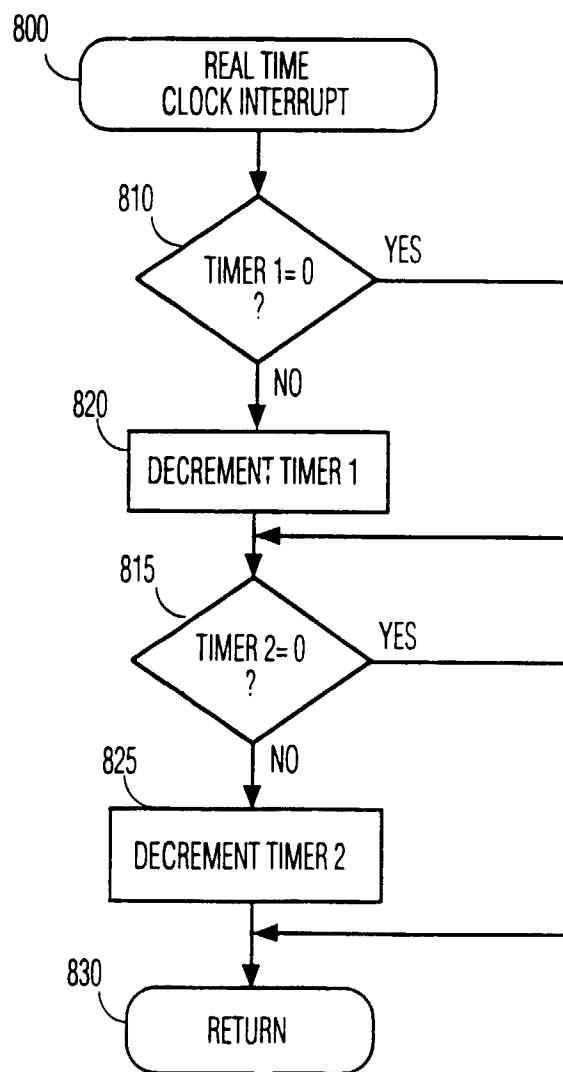 800
REAL TIME
CLOCK INTERRUPT
810
TIMER 1= 0
?
YES
NO
820
DECREMENT TIMER 1
815
TIMER 2= 0
?
YES
NO
825
DECREMENT TIMER 2
830
RETURN